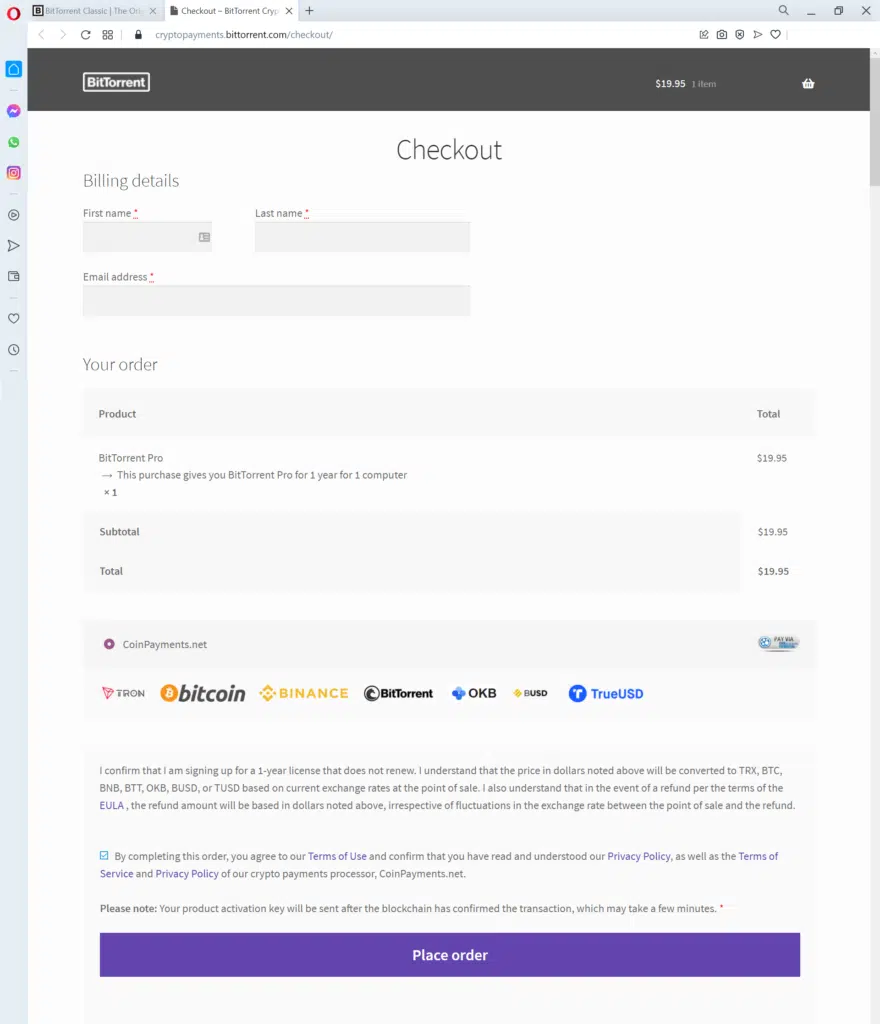 BitTorrent Classic | The Ori
Checkout – BitTorrent Cryp
cryptopayments.bittorrent.com/checkout/
BitTorrent
$19.95 1 item
Checkout
Billing details
First name *
Last name *
Email address *
Your order
Product Total
BitTorrent Pro $19.95
→ This purchase gives you BitTorrent Pro for 1 year for 1 computer
× 1
Subtotal $19.95
Total $19.95
CoinPayments.net PAY VIA
TRON bitcoin BINANCE BitTorrent OKB BUSD TrueUSD
I confirm that I am signing up for a 1-year license that does not renew. I understand that the price in dollars noted above will be converted to TRX, BTC,
BNB, BTT, OKB, BUSD, or TUSD based on current exchange rates at the point of sale. I also understand that in the event of a refund per the terms of the
EULA , the refund amount will be based in dollars noted above, irrespective of fluctuations in the exchange rate between the point of sale and the refund.
By completing this order, you agree to our Terms of Use and confirm that you have read and understood our Privacy Policy, as well as the Terms of
Service and Privacy Policy of our crypto payments processor, CoinPayments.net.
Please note: Your product activation key will be sent after the blockchain has confirmed the transaction, which may take a few minutes. *
Place order